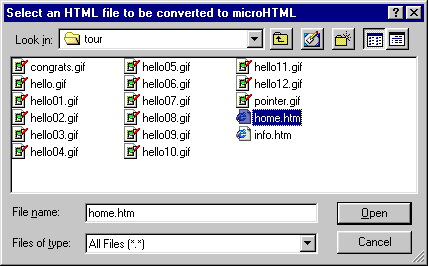 Select an HTML file to be converted to microHTML
Look in: tour
congrats.gif
hello.gif
hello01.gif
hello02.gif
hello03.gif
hello04.gif
hello05.gif
hello06.gif
hello07.gif
hello08.gif
hello09.gif
hello10.gif
hello11.gif
hello12.gif
pointer.gif
home.htm
info.htm
File name: home.htm
Open
Files of type: All Files (*.*)
Cancel